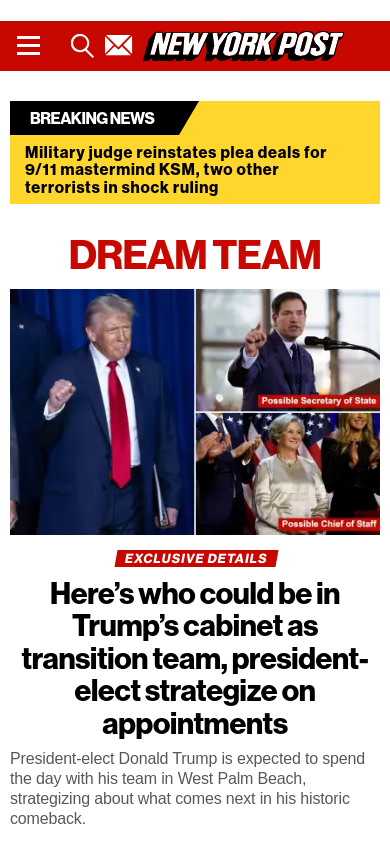 NEW YORK POST
BREAKING NEWS
Military judge reinstates plea deals for
9/11 mastermind KSM, two other
terrorists in shock ruling
DREAM TEAM
Possible Secretary of State
Possible Chief of Staff
EXCLUSIVE DETAILS
Here’s who could be in
Trump’s cabinet as
transition team, president-
elect strategize on
appointments
President-elect Donald Trump is expected to spend
the day with his team in West Palm Beach,
strategizing about what comes next in his historic
comeback.